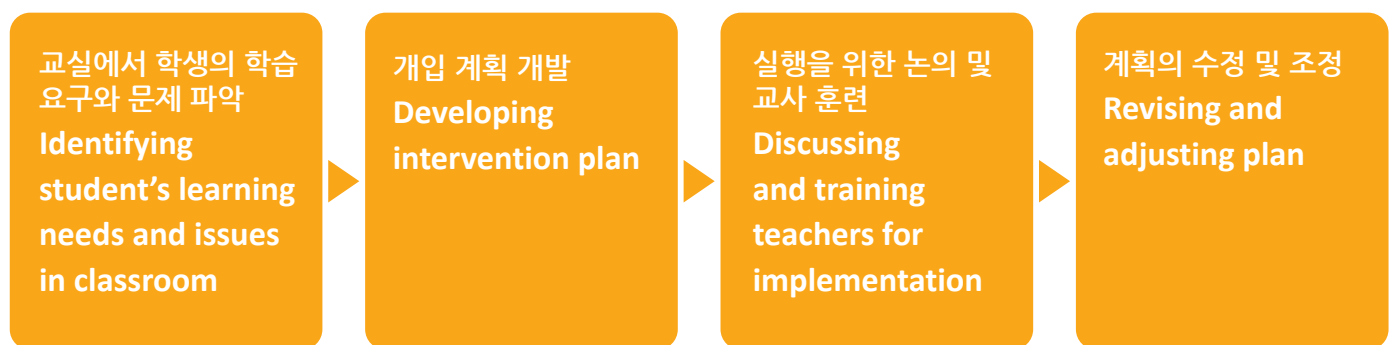 교실에서 학생의 학습
요구와 문제 파악
Identifying
student’s learning
needs and issues
in classroom
개입 계획 개발
Developing
intervention plan
실행을 위한 논의 및
교사 훈련
Discussing
and training
teachers for
implementation
계획의 수정 및 조정
Revising and
adjusting plan